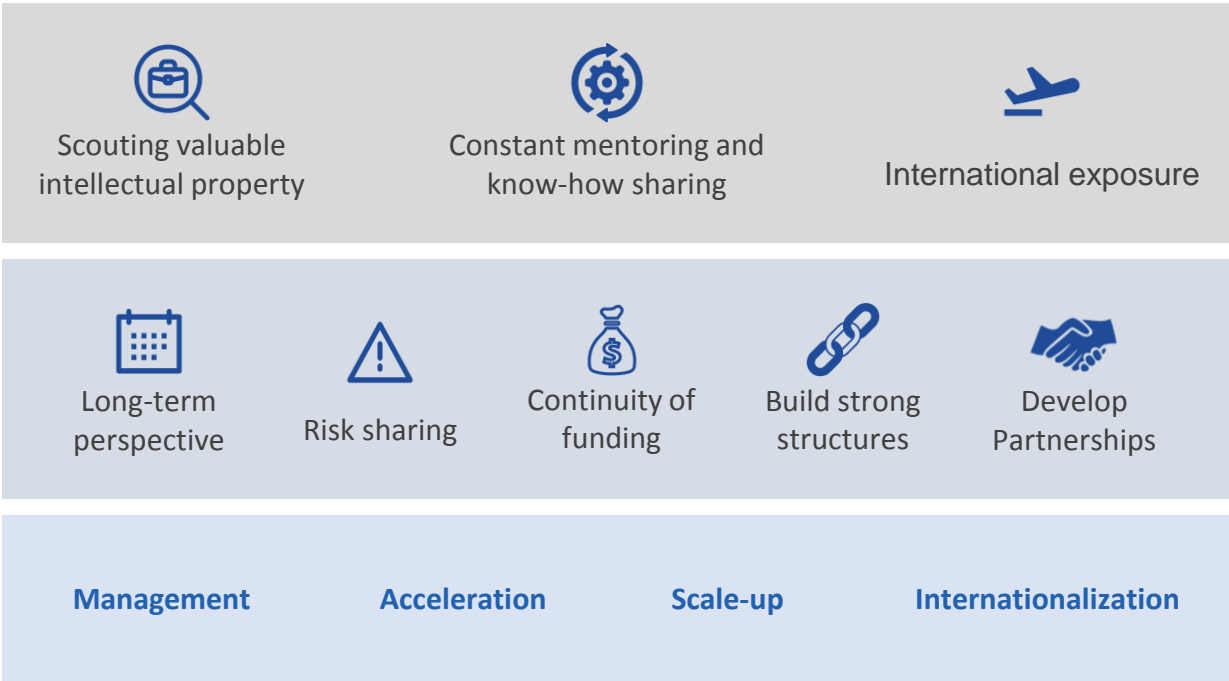 Scouting valuable
intellectual property
Constant mentoring and
know-how sharing
International exposure
Long-term
perspective
Risk sharing
$
Continuity of
funding
Build strong
structures
Develop
Partnerships
Management
Acceleration
Scale-up
Internationalization